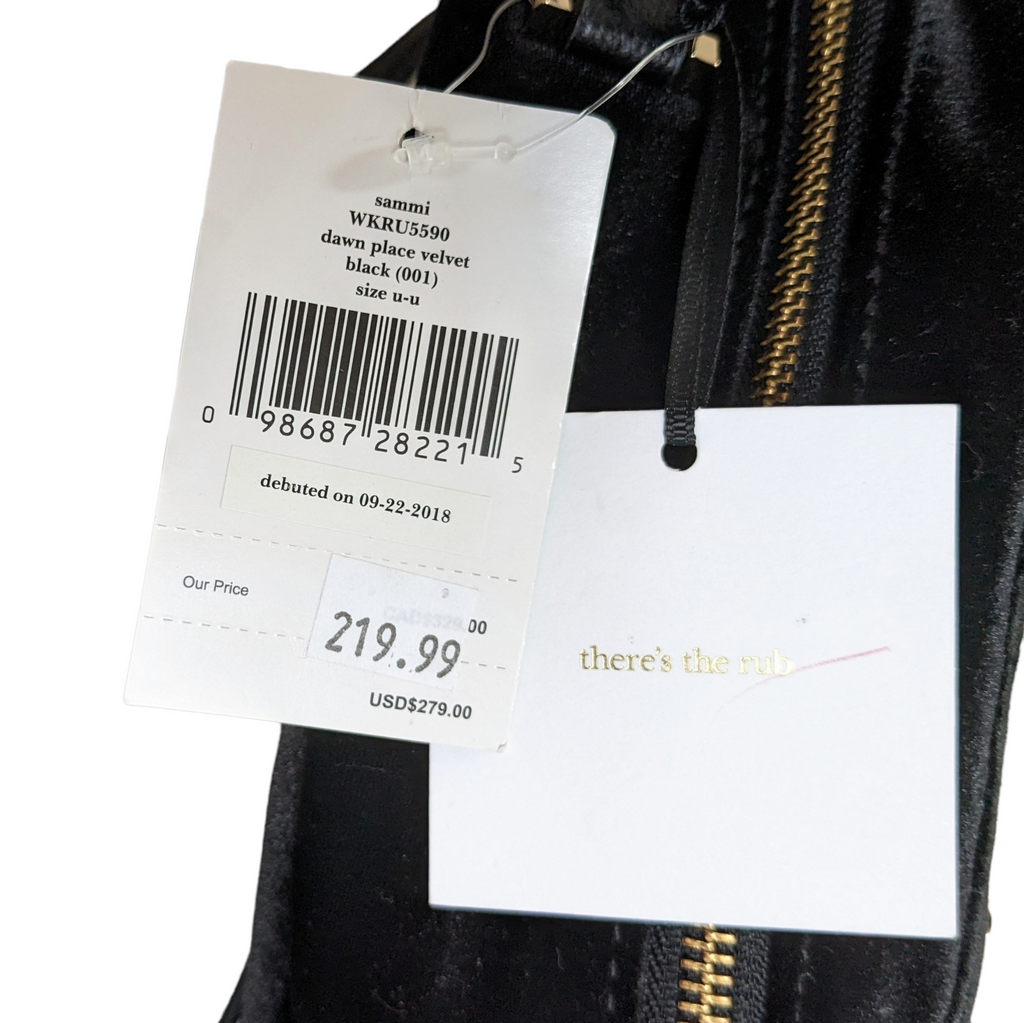 sammi
WKRU5590
dawn place velvet
black (001)
size u-u
0 98687 28221 5
debuted on 09-22-2018
Our Price
00
219.99
USD$279.00
there's the rub